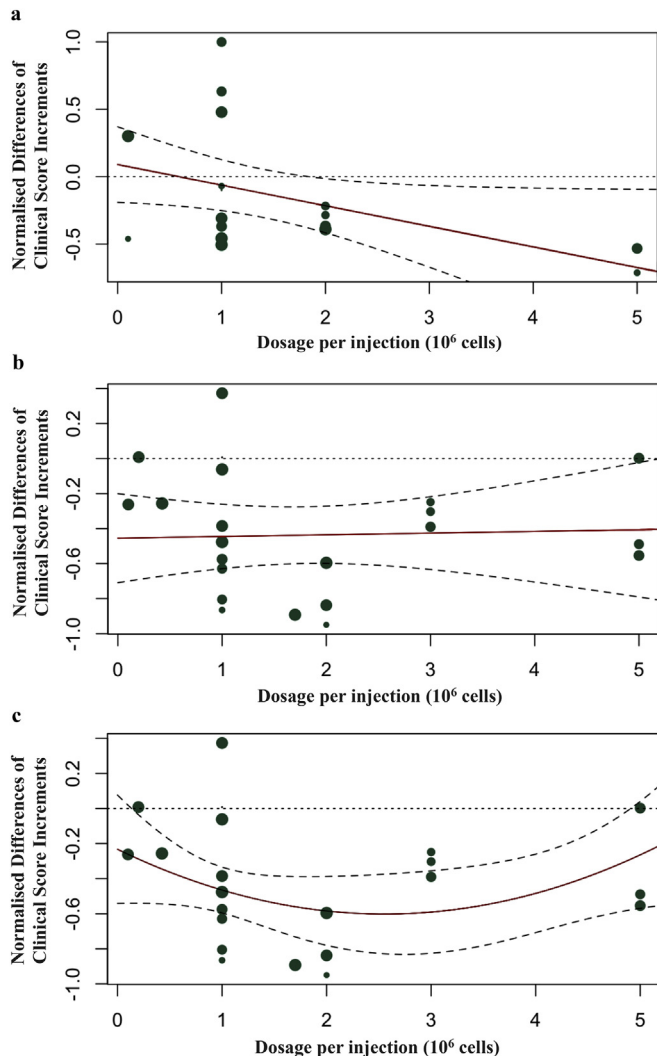 a
Normalised Differences of
Clinical Score Increments
1.0
0.5
0.0
-0.5
0 1 2 3 4 5
Dosage per injection (10⁶ cells)
b
Normalised Differences of
Clinical Score Increments
0.2
-0.2
-0.6
-1.0
0 1 2 3 4 5
Dosage per injection (10⁶ cells)
c
Normalised Differences of
Clinical Score Increments
0.2
-0.2
-0.6
-1.0
0 1 2 3 4 5
Dosage per injection (10⁶ cells)